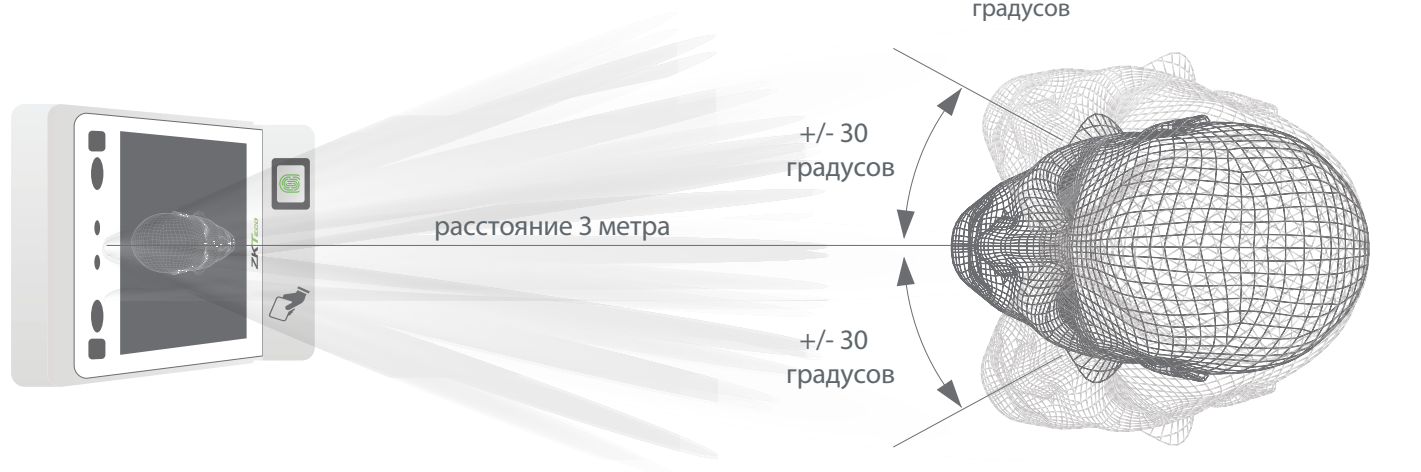 градусов
+/- 30
градусов
расстояние 3 метра
ZKTeco
+/- 30
градусов